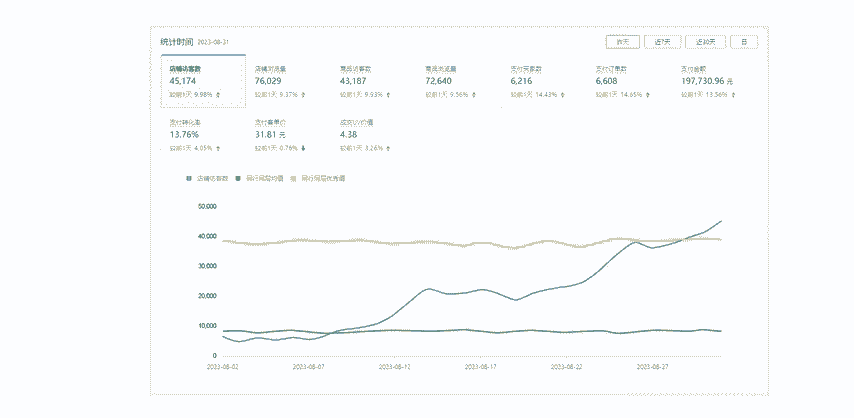 统计时间 2023-08-31
昨天 近7天 近30天 日
店铺访客数 店铺浏览量 商品访客数 商品浏览量 支付买家数 支付订单数 支付金额
45,174 76,029 43,187 72,640 6,216 6,608 197,730.96 元
较前1天 9.98% 较前1天 9.37% 较前1天 9.93% 较前1天 9.56% 较前1天 14.43% 较前1天 14.65% 较前1天 13.56%
支付转化率 支付客单价 成交UV价值
13.76% 31.81 元 4.38
较前1天 4.05% 较前1天 0.76% 较前1天 3.26%
店铺访客数 同行同层均值 同行同层优秀值
50,000
40,000
30,000
20,000
10,000
0
2023-08-02 2023-08-07 2023-08-12 2023-08-17 2023-08-22 2023-08-27